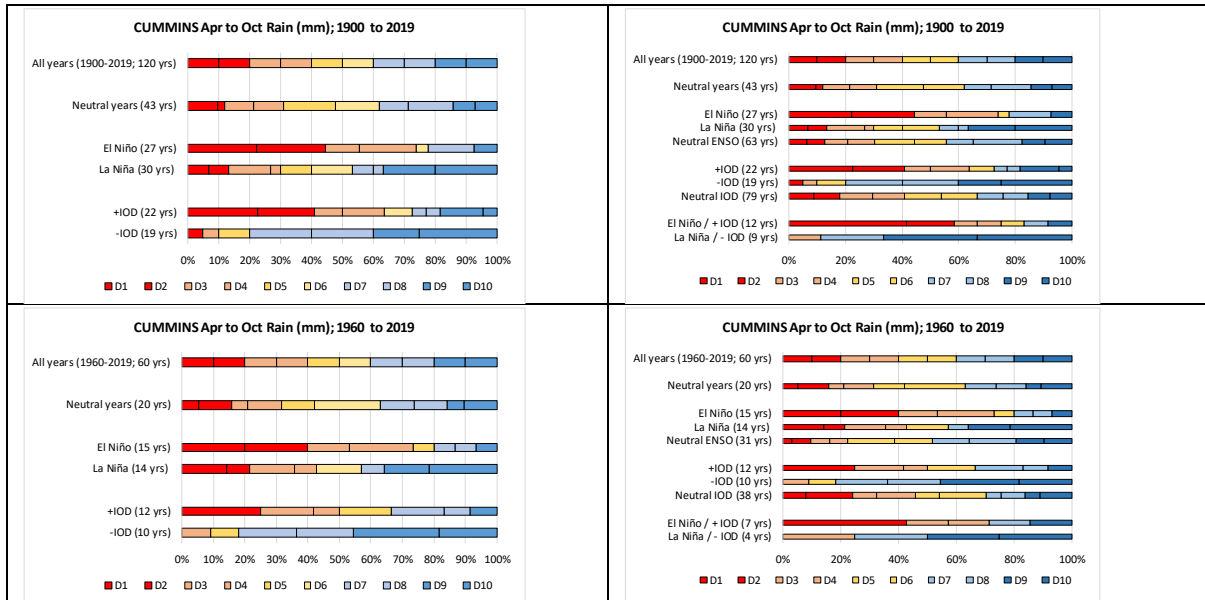 CUMMINS Apr to Oct Rain (mm); 1900 to 2019
All years (1900-2019; 120 yrs)
Neutral years (43 yrs)
El Niño (27 yrs)
La Niña (30 yrs)
+IOD (22 yrs)
-IOD (19 yrs)
0% 10% 20% 30% 40% 50% 60% 70% 80% 90% 100%
D1 D2 D3 D4 D5 D6 D7 D8 D9 D10
CUMMINS Apr to Oct Rain (mm); 1900 to 2019
All years (1900-2019; 120 yrs)
Neutral years (43 yrs)
El Niño (27 yrs)
La Niña (30 yrs)
Neutral ENSO (63 yrs)
+IOD (22 yrs)
-IOD (19 yrs)
Neutral IOD (79 yrs)
El Niño / + IOD (12 yrs)
La Niña / - IOD (9 yrs)
0% 20% 40% 60% 80% 100%
D1 D2 D3 D4 D5 D6 D7 D8 D9 D10
CUMMINS Apr to Oct Rain (mm); 1960 to 2019
All years (1960-2019; 60 yrs)
Neutral years (20 yrs)
El Niño (15 yrs)
La Niña (14 yrs)
+IOD (12 yrs)
-IOD (10 yrs)
0% 10% 20% 30% 40% 50% 60% 70% 80% 90% 100%
D1 D2 D3 D4 D5 D6 D7 D8 D9 D10
CUMMINS Apr to Oct Rain (mm); 1960 to 2019
All years (1960-2019; 60 yrs)
Neutral years (20 yrs)
El Niño (15 yrs)
La Niña (14 yrs)
Neutral ENSO (31 yrs)
+IOD (12 yrs)
-IOD (10 yrs)
Neutral IOD (38 yrs)
El Niño / + IOD (7 yrs)
La Niña / - IOD (4 yrs)
0% 20% 40% 60% 80% 100%
D1 D2 D3 D4 D5 D6 D7 D8 D9 D10